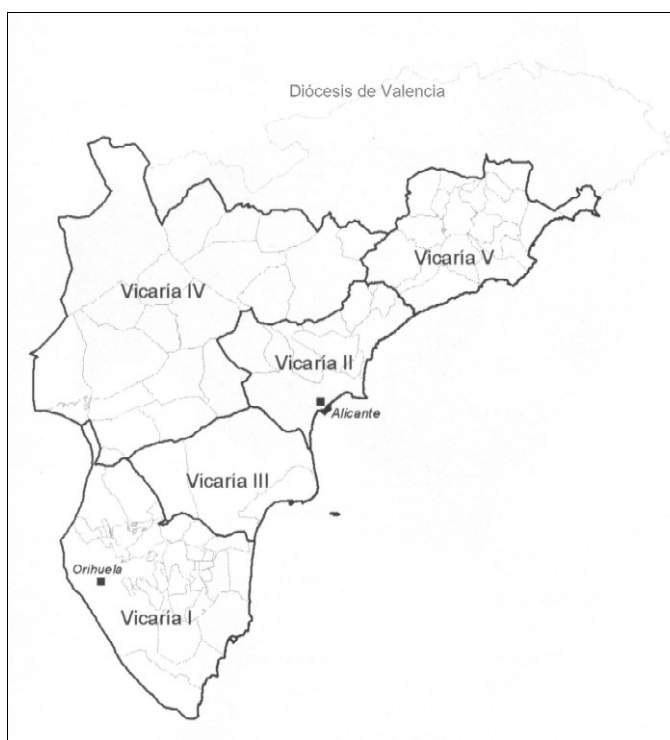 Diócesis de Valencia
Vicaría V
Vicaría IV
Vicaría II
Alicante
Vicaría III
Orihuela
Vicaría I